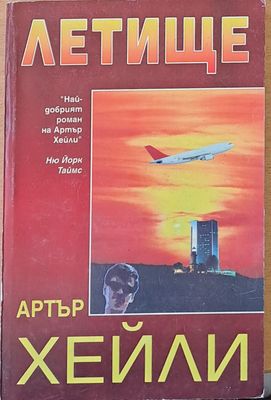 ЛЕТИЩЕ
"Най-
добрият
роман
на Артър
Хейли"
Ню Йорк
Таймс
АРТЪР
ХЕЙЛИ